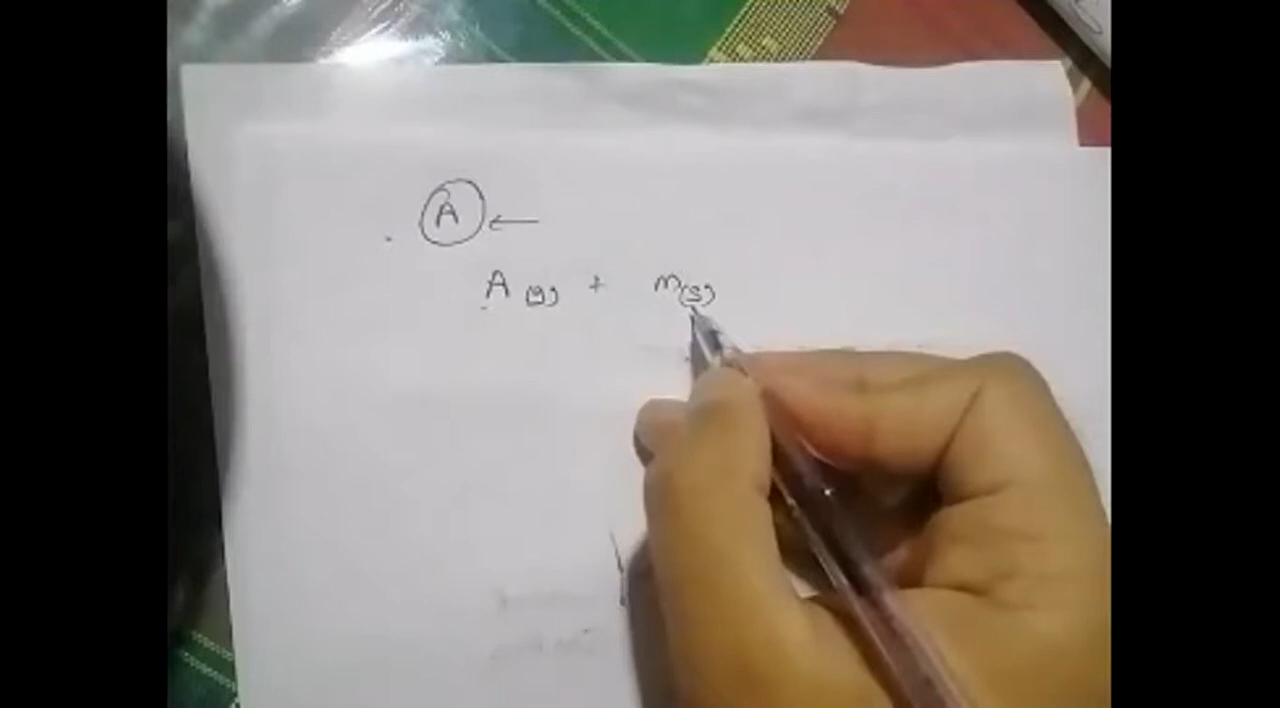 A ←
A (g) + m(s)